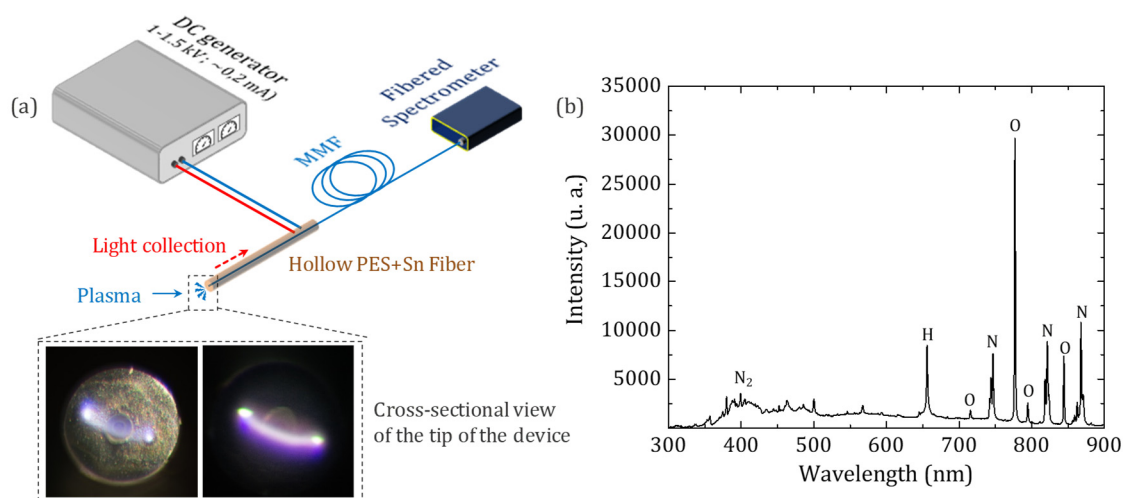 (a)
DC generator
1-1.5 kV; ~0,2 mA)
Fibered
Spectrometer
MMF
Light collection
Hollow PES+Sn Fiber
Plasma
Cross-sectional view
of the tip of the device
(b)
35000
30000
25000
20000
15000
10000
5000
Intensity (u. a.)
N₂
H
O
N
O
O
N
O
N
300
400
500
600
700
800
900
Wavelength (nm)